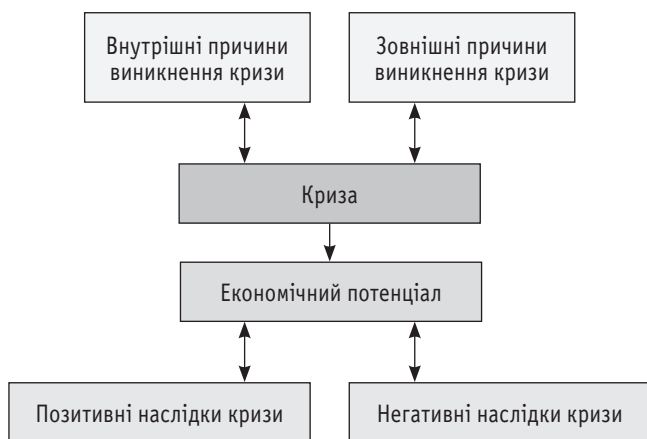 Внутрішні причини
виникнення кризи
Зовнішні причини
виникнення кризи
Криза
Економічний потенціал
Позитивні наслідки кризи
Негативні наслідки кризи